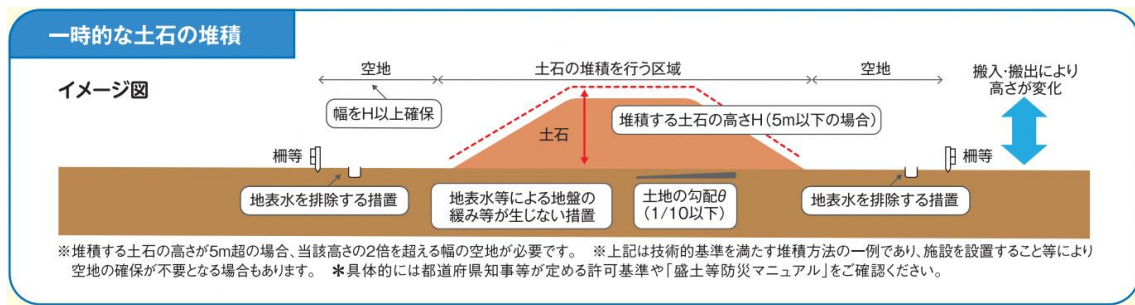 一時的な土石の堆積
イメージ図
空地
土石の堆積を行う区域
空地
搬入・搬出により
高さが変化
幅をH以上確保
土石
堆積する土石の高さH(5m以下の場合)
柵等
柵等
地表水を排除する措置
地表水等による地盤の
緩み等が生じない措置
土地の勾配θ
(1/10以下)
地表水を排除する措置
※堆積する土石の高さが5m超の場合、当該高さの2倍を超える幅の空地が必要です。 ※上記は技術的基準を満たす堆積方法の一例であり、施設を設置すること等により
空地の確保が不要となる場合もあります。 *具体的には都道府県知事等が定める許可基準や「盛土等防災マニュアル」をご確認ください。